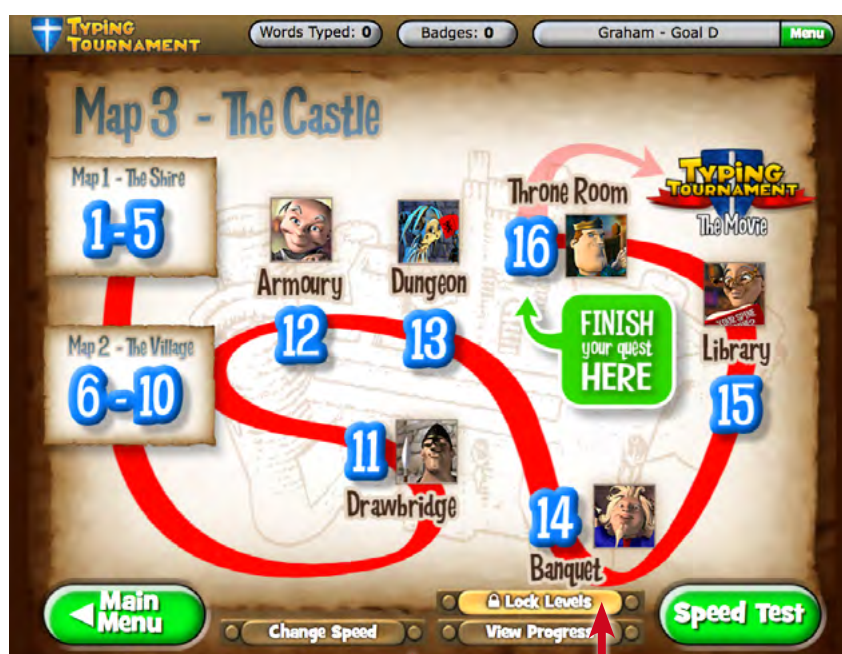 TYPING
TOURNAMENT
Words Typed: 0
Badges: 0
Graham - Goal D
Menu
Map 3 - The Castle
Map 1 - The Shire
1-5
Map 2 - The Village
6-10
Armoury
12
Dungeon
13
Throne Room
16
TYPING
TOURNAMENT
The Movie
FINISH
your quest
HERE
Library
15
11
Drawbridge
14
Banquet
Main
Menu
Change Speed
Lock Levels
View Progress
Speed Test